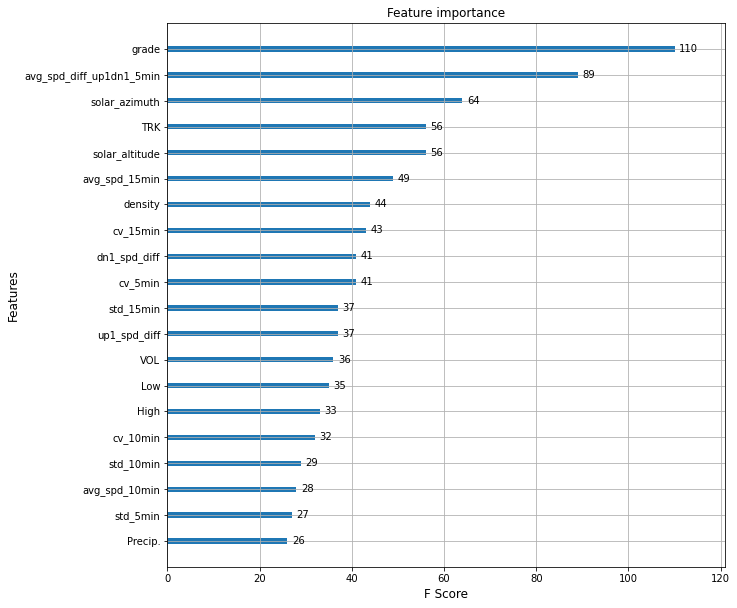 Feature importance
grade 110
avg_spd_diff_up1dn1_5min 89
solar_azimuth 64
TRK 56
solar_altitude 56
avg_spd_15min 49
density 44
cv_15min 43
dn1_spd_diff 41
cv_5min 41
std_15min 37
up1_spd_diff 37
VOL 36
Low 35
High 33
cv_10min 32
std_10min 29
avg_spd_10min 28
std_5min 27
Precip. 26
Features
0 20 40 60 80 100 120
F Score